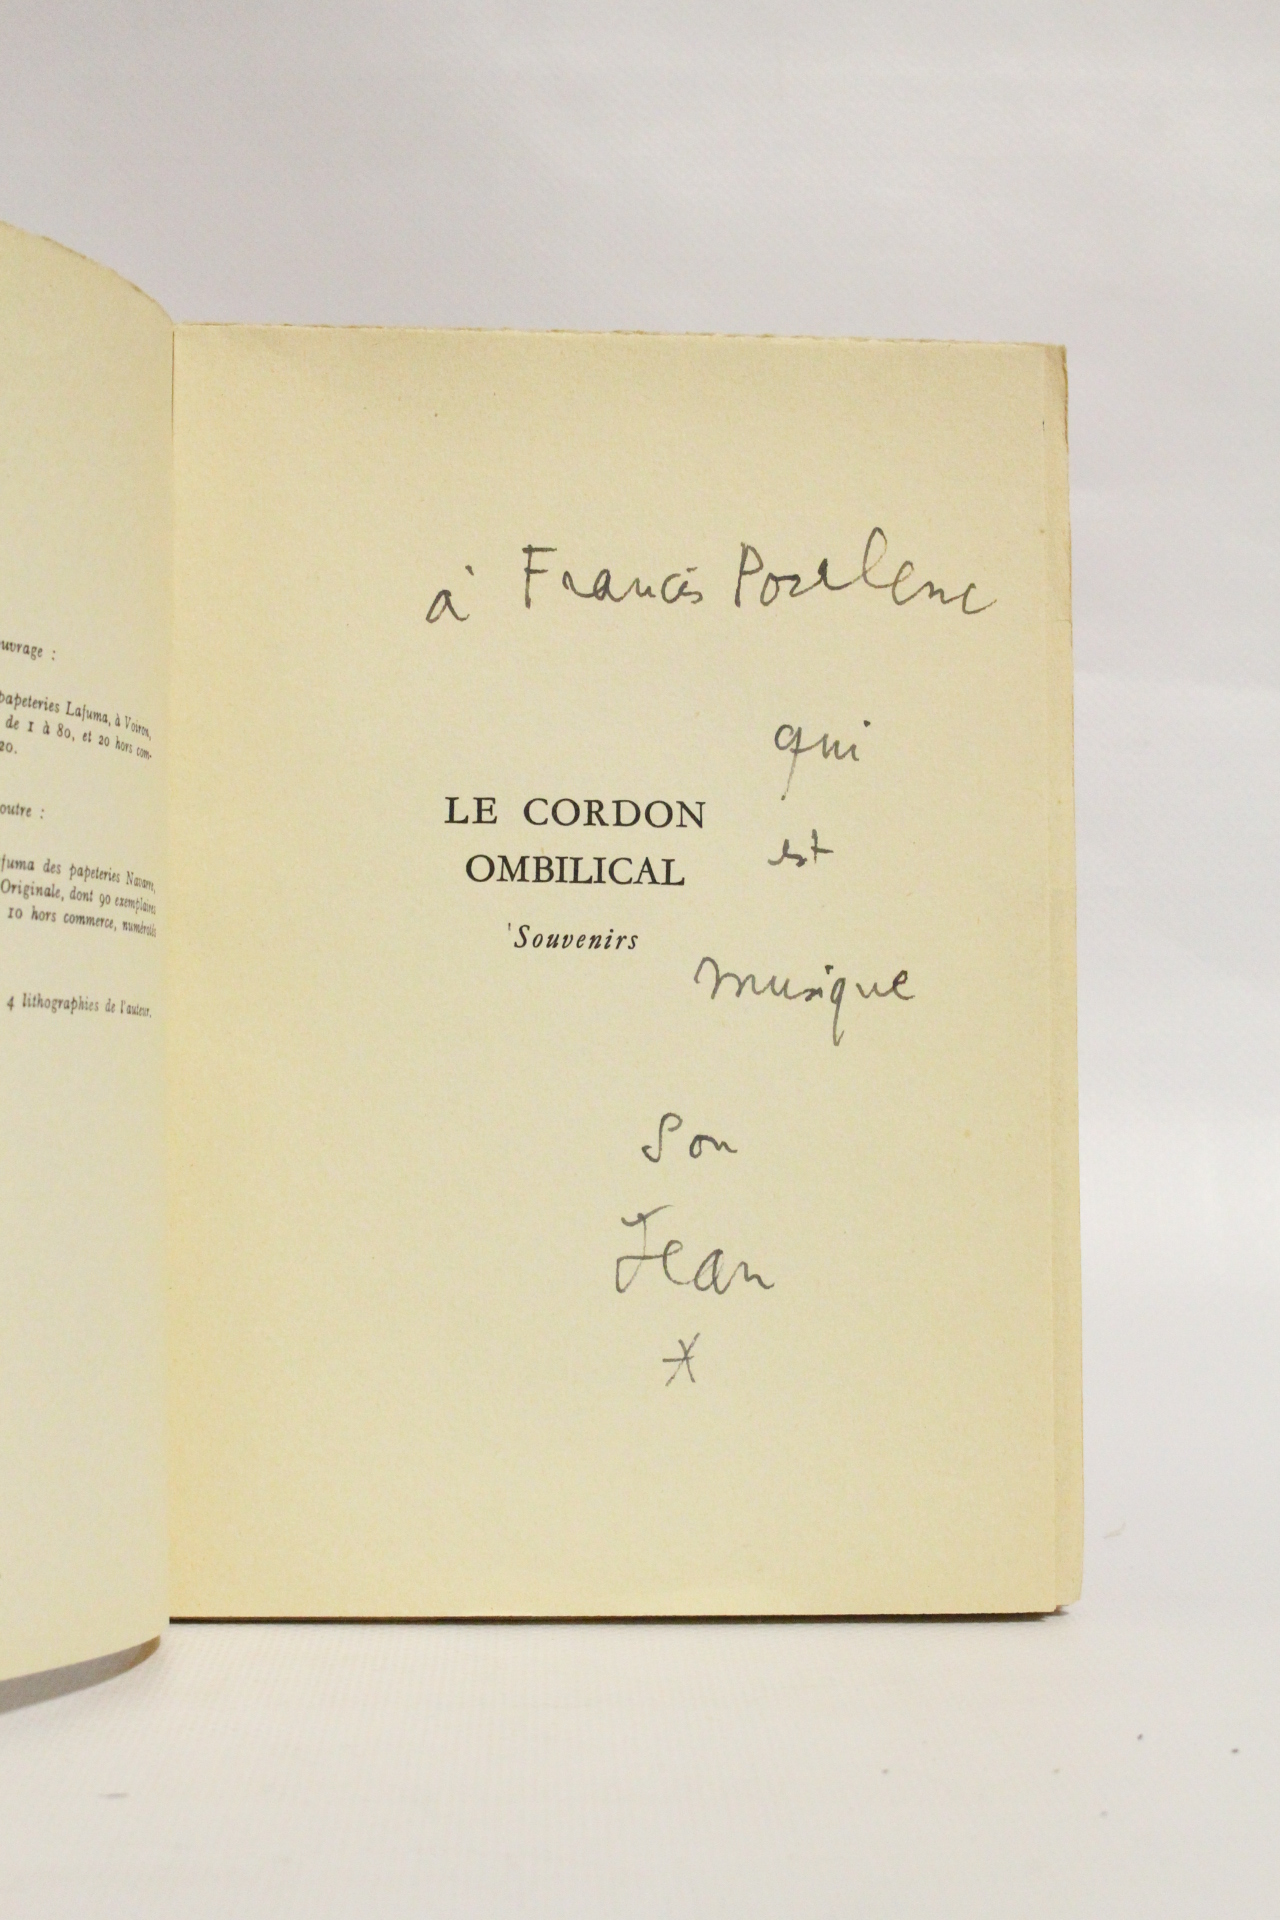 uvrage :
papeteries Lafuma, à Voiron,
de 1 à 80, et 20 hors com-
20.
outre :
fuma des papeteries Navarre,
Originale, dont 90 exemplaires
10 hors commerce, numérotés
4 lithographies de l'auteur.
à Francis Poulenc
qui
LE CORDON
est
OMBILICAL
Souvenirs
musique
Son
Jean
*